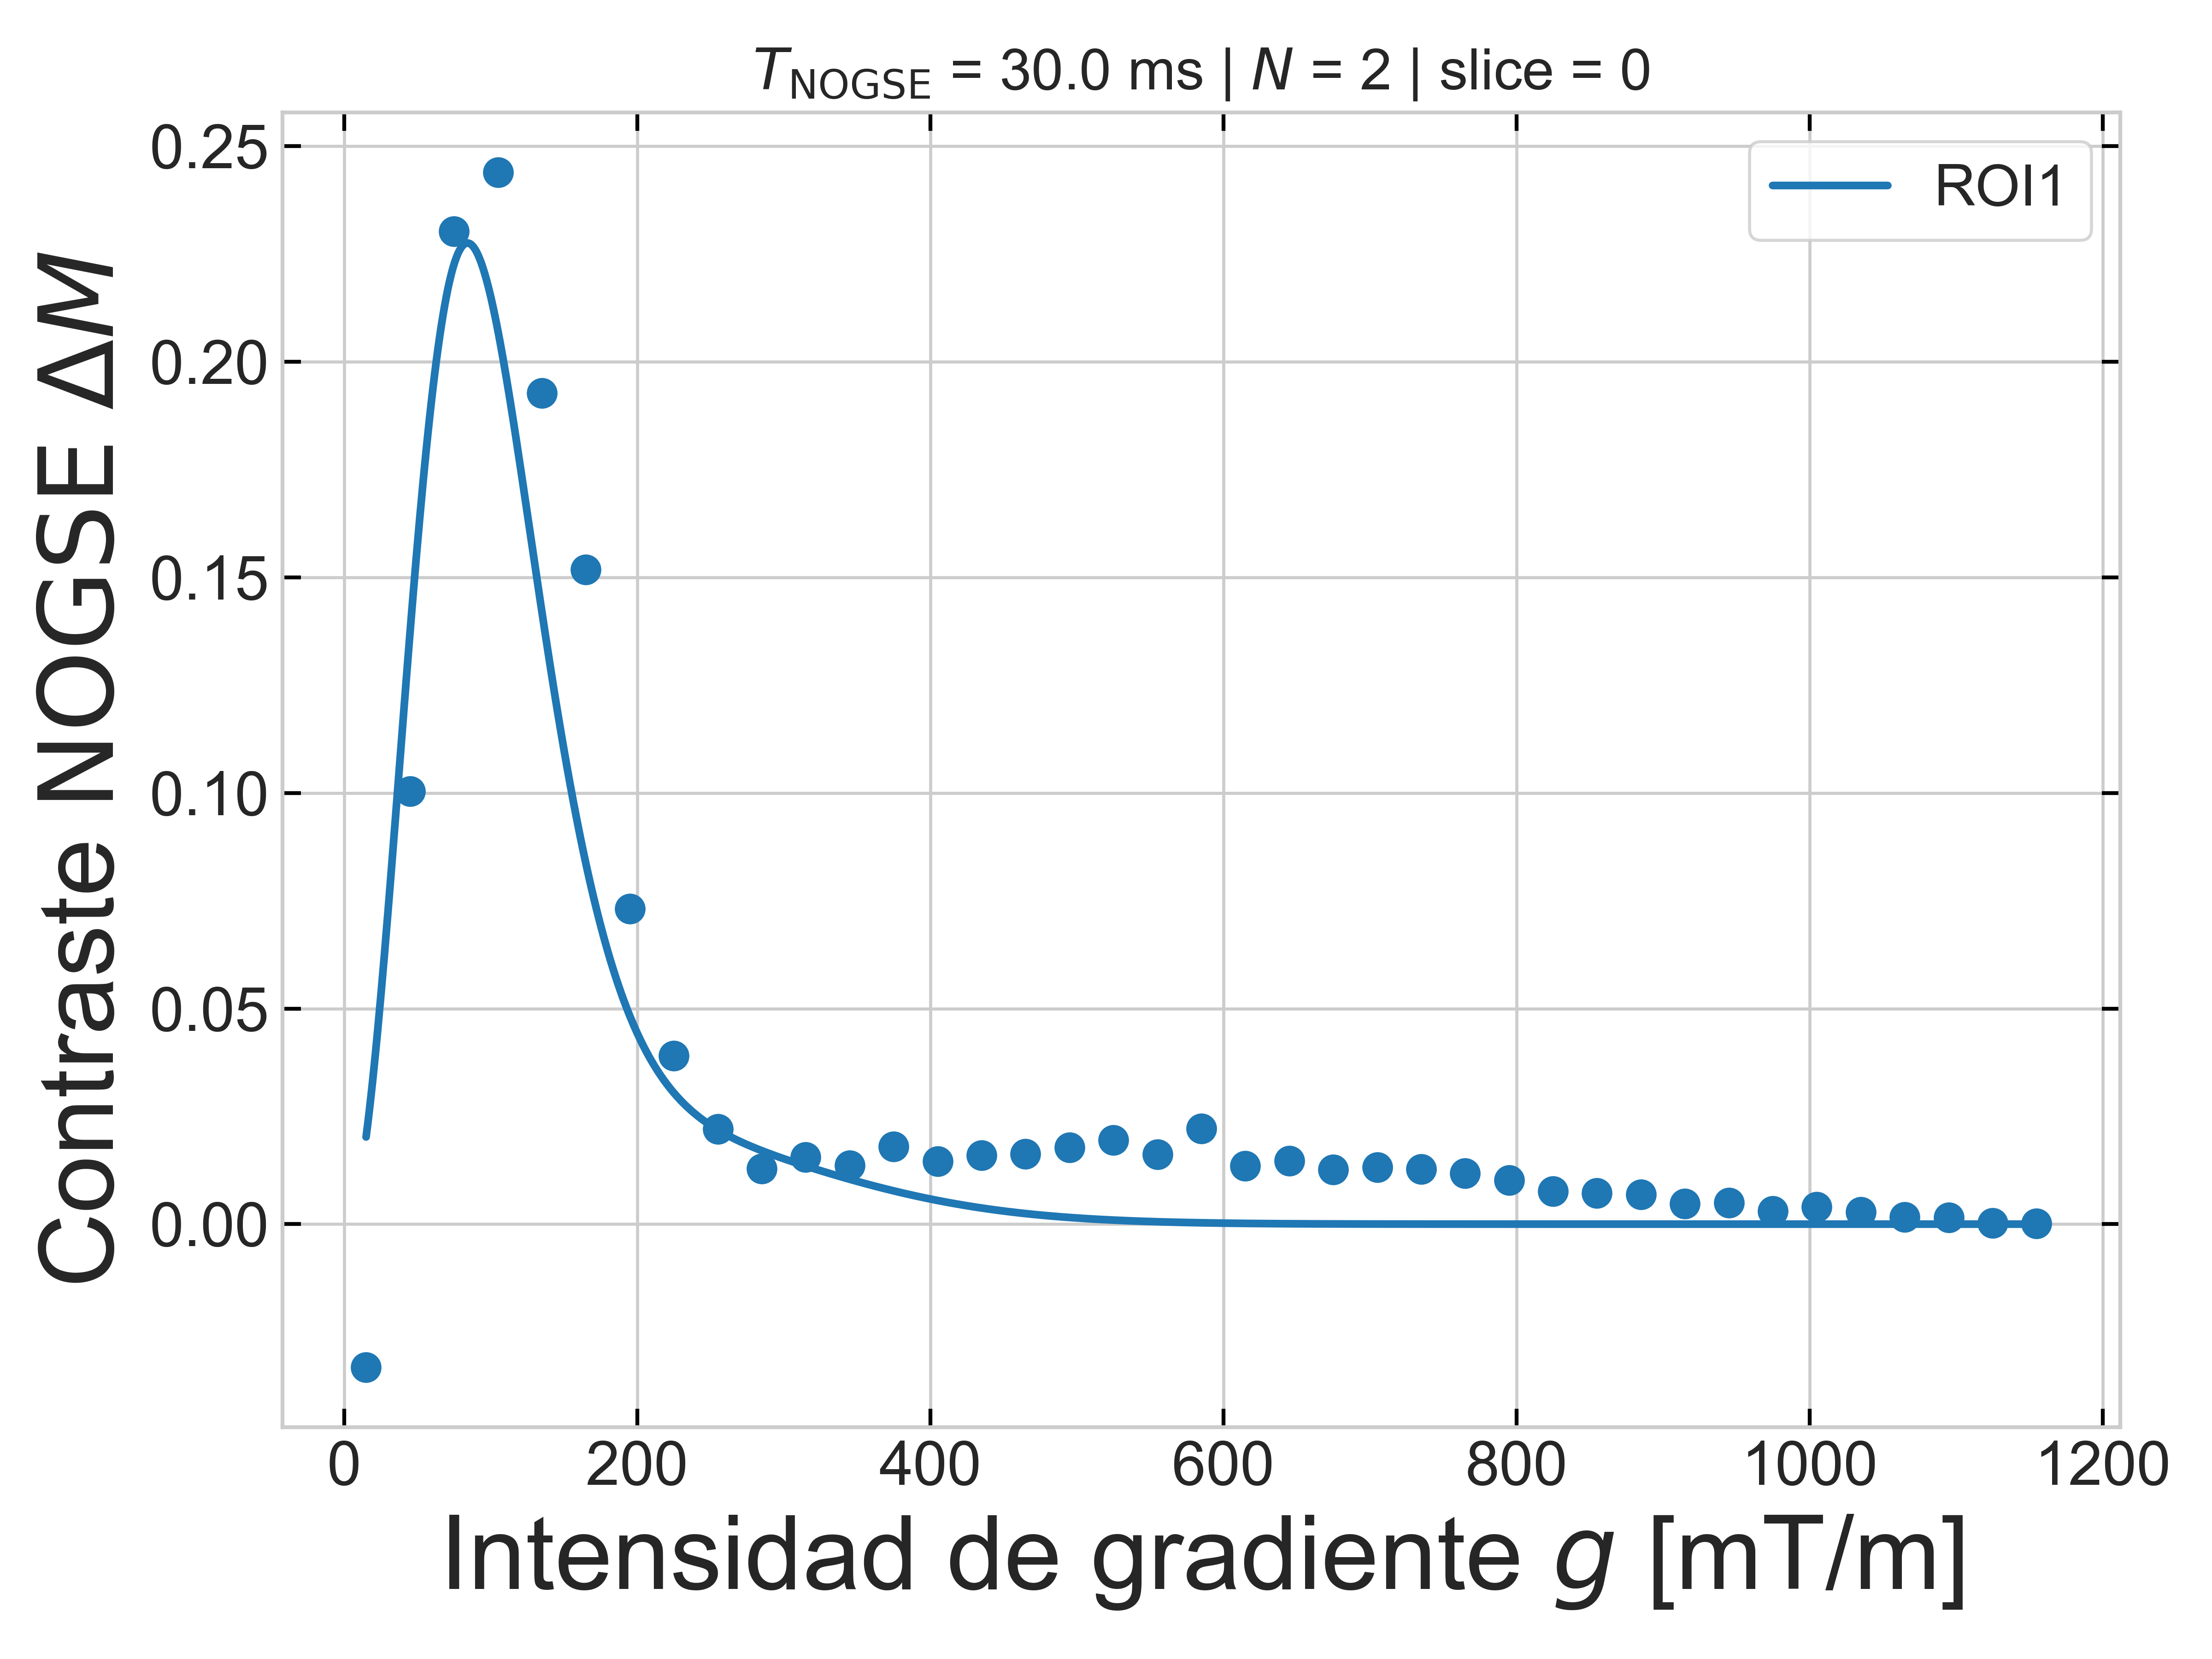 T_NOGSE = 30.0 ms | N = 2 | slice = 0
ROI1
Contraste NOGSE ΔM
0.25
0.20
0.15
0.10
0.05
0.00
0 200 400 600 800 1000 1200
Intensidad de gradiente g [mT/m]